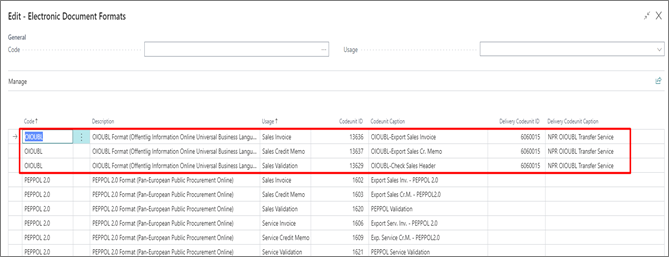 Edit - Electronic Document Formats
General
Code
Usage
Manage
Code↑ Description Usage↑ Codeunit ID Codeunit Caption Delivery Codeunit ID Delivery Codeunit Caption
OIOUBL OIOUBL Format (Offentlig Information Online Universal Business Langu... Sales Invoice 13636 OIOUBL-Export Sales Invoice 6060015 NPR OIOUBL Transfer Service
OIOUBL OIOUBL Format (Offentlig Information Online Universal Business Langu... Sales Credit Memo 13637 OIOUBL-Export Sales Cr. Memo 6060015 NPR OIOUBL Transfer Service
OIOUBL OIOUBL Format (Offentlig Information Online Universal Business Langu... Sales Validation 13629 OIOUBL-Check Sales Header 6060015 NPR OIOUBL Transfer Service
PEPPOL 2.0 PEPPOL 2.0 Format (Pan-European Public Procurement Online) Sales Invoice 1602 Export Sales Inv. - PEPPOL 2.0
PEPPOL 2.0 PEPPOL 2.0 Format (Pan-European Public Procurement Online) Sales Credit Memo 1603 Export Sales Cr.M. - PEPPOL2.0
PEPPOL 2.0 PEPPOL 2.0 Format (Pan-European Public Procurement Online) Sales Validation 1620 PEPPOL Validation
PEPPOL 2.0 PEPPOL 2.0 Format (Pan-European Public Procurement Online) Service Invoice 1606 Export Serv. Inv. - PEPPOL 2.0
PEPPOL 2.0 PEPPOL 2.0 Format (Pan-European Public Procurement Online) Service Credit Memo 1609 Exp. Service Cr.M. - PEPPOL2.0
PEPPOL 2.0 PEPPOL 2.0 Format (Pan-European Public Procurement Online) Service Validation 1621 PEPPOL Service Validation